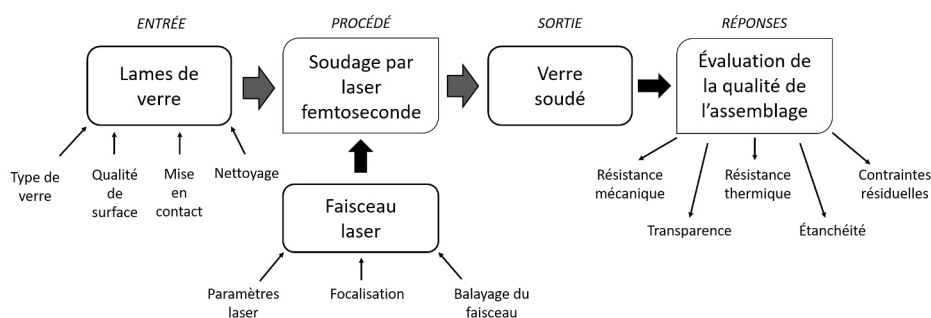 ENTRÉE
PROCÉDÉ
SORTIE
RÉPONSES
Lames de
verre
Soudage par
laser
femtoseconde
Verre
soudé
Évaluation de
la qualité de
l’assemblage
Type de
verre
Qualité
de
surface
Mise
en
contact
Nettoyage
Faisceau
laser
Paramètres
laser
Focalisation
Balayage du
faisceau
Résistance
mécanique
Transparence
Résistance
thermique
Étanchéité
Contraintes
résiduelles